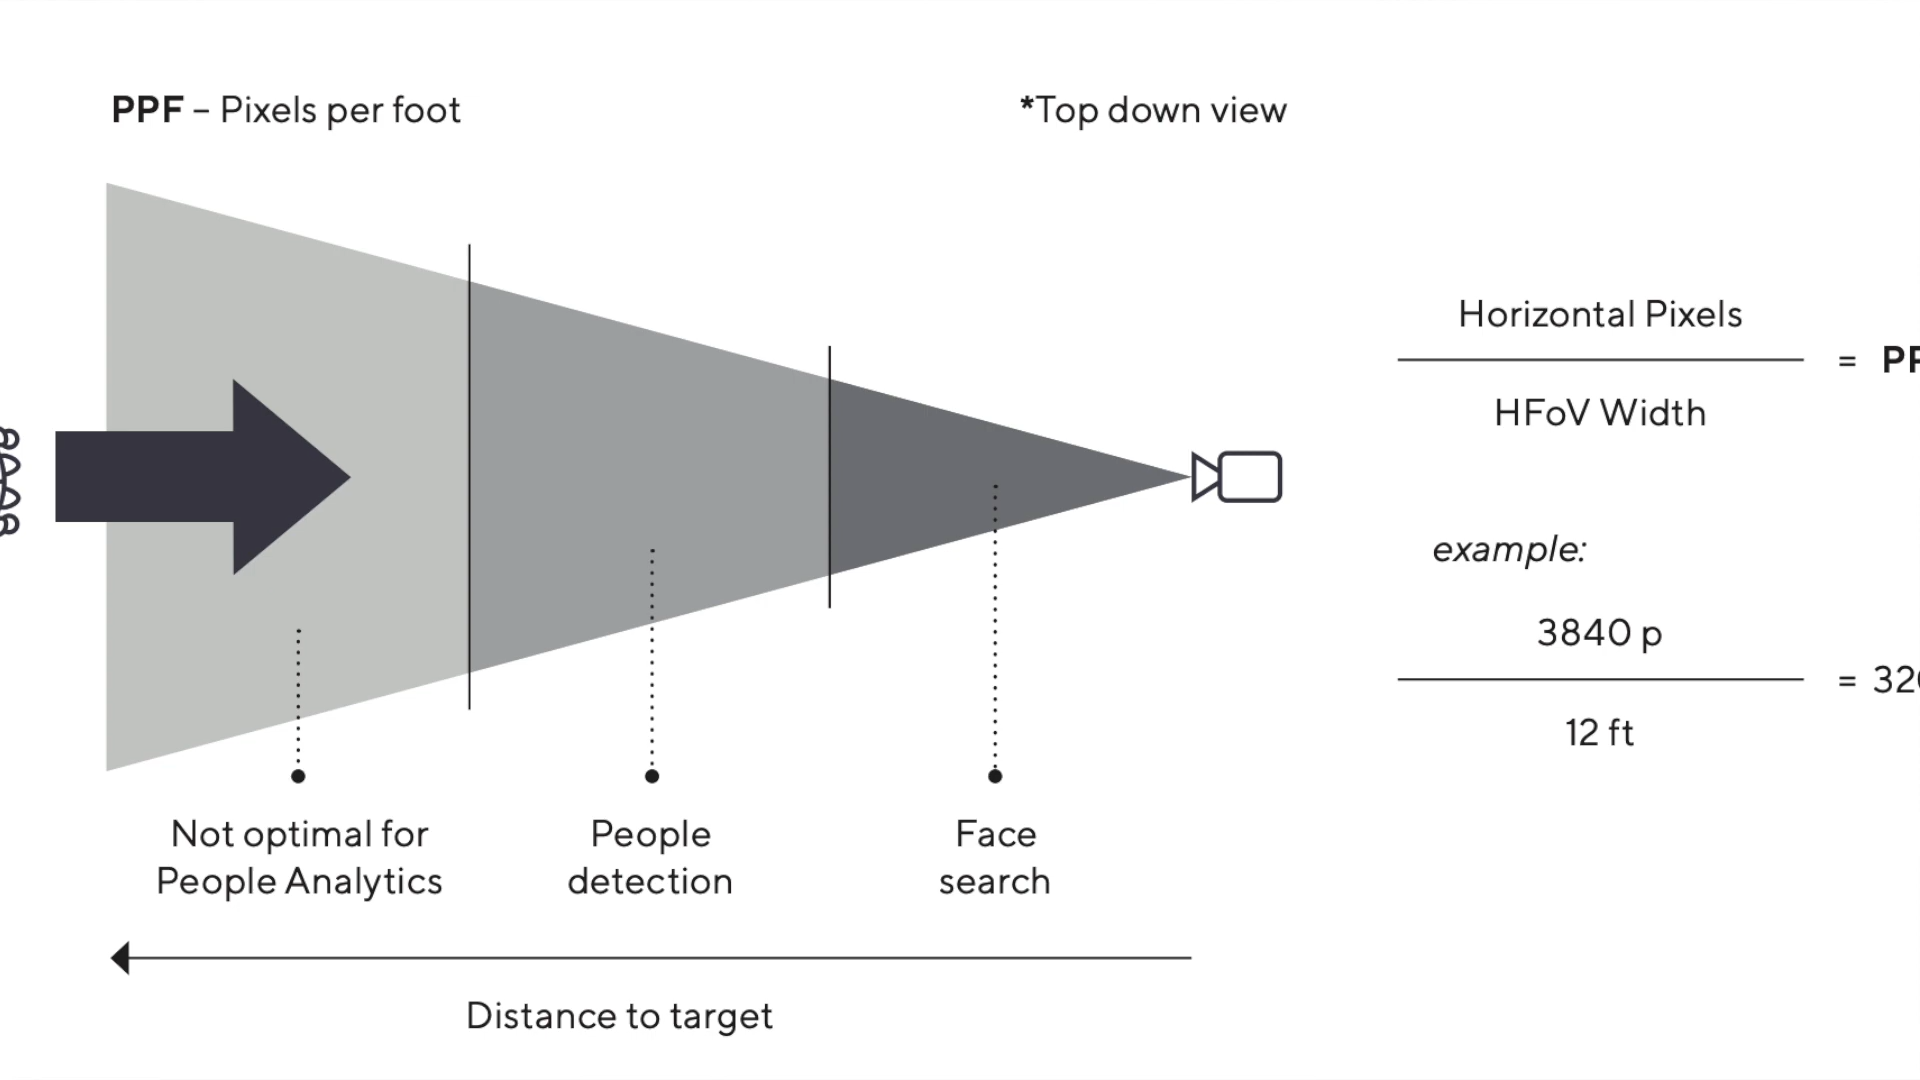 PPF – Pixels per foot
*Top down view
Horizontal Pixels
HFoV Width
=
example:
3840 p
12 ft
=
Not optimal for
People Analytics
People
detection
Face
search
Distance to target